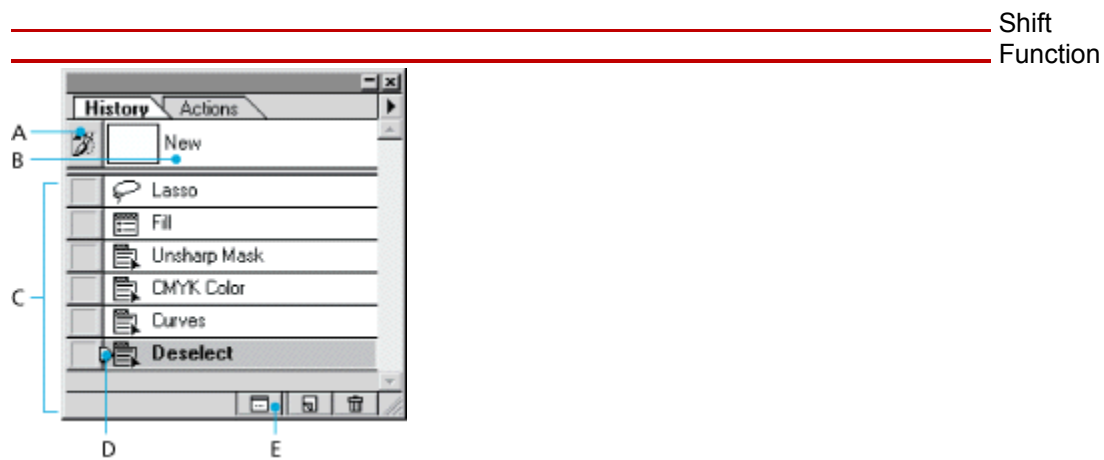 Shift
Function
History Actions
A
New
B
Lasso
Fill
Unsharp Mask
C
CMYK Color
Curves
Deselect
D E